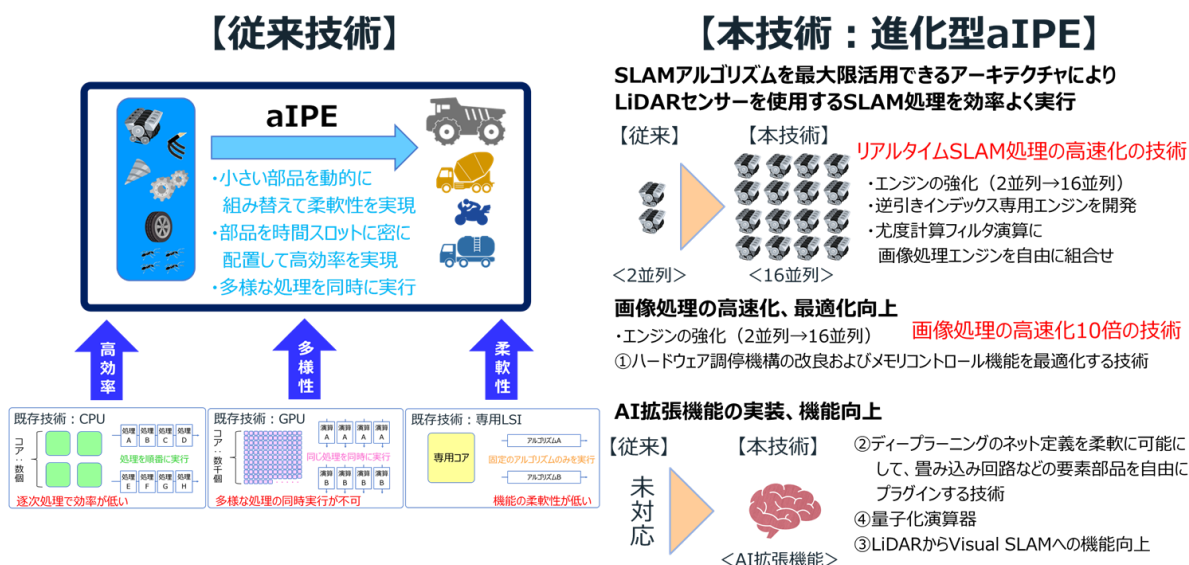 【従来技術】
aIPE
・小さい部品を動的に
組み替えて柔軟性を実現
・部品を時間スロットに密に
配置して高効率を実現
・多様な処理を同時に実行
高効率
多様性
柔軟性
既存技術:CPU
コア:数個
処理A 処理B 処理C 処理D
処理を順番に実行
処理E 処理F 処理G 処理H
逐次処理で効率が低い
既存技術:GPU
コア:数千個
演算A 演算A 演算A 演算A
同じ処理を同時に実行
演算B 演算B 演算B 演算B
多様な処理の同時実行が不可
既存技術:専用LSI
専用コア
アルゴリズムA
固定のアルゴリズムのみを実行
アルゴリズムB
機能の柔軟性が低い
【本技術:進化型aIPE】
SLAMアルゴリズムを最大限活用できるアーキテクチャにより
LiDARセンサーを使用するSLAM処理を効率よく実行
【従来】
【本技術】
<2並列>
<16並列>
リアルタイムSLAM処理の高速化の技術
・エンジンの強化(2並列→16並列)
・逆引きインデックス専用エンジンを開発
・尤度計算フィルタ演算に
画像処理エンジンを自由に組合せ
画像処理の高速化、最適化向上
・エンジンの強化(2並列→16並列)
画像処理の高速化10倍の技術
①ハードウェア調停機構の改良およびメモリコントロール機能を最適化する技術
AI拡張機能の実装、機能向上
【従来】
【本技術】
未対応
<AI拡張機能>
②ディープラーニングのネット定義を柔軟に可能に
して、畳み込み回路などの要素部品を自由に
プラグインする技術
④量子化演算器
③LiDARからVisual SLAMへの機能向上